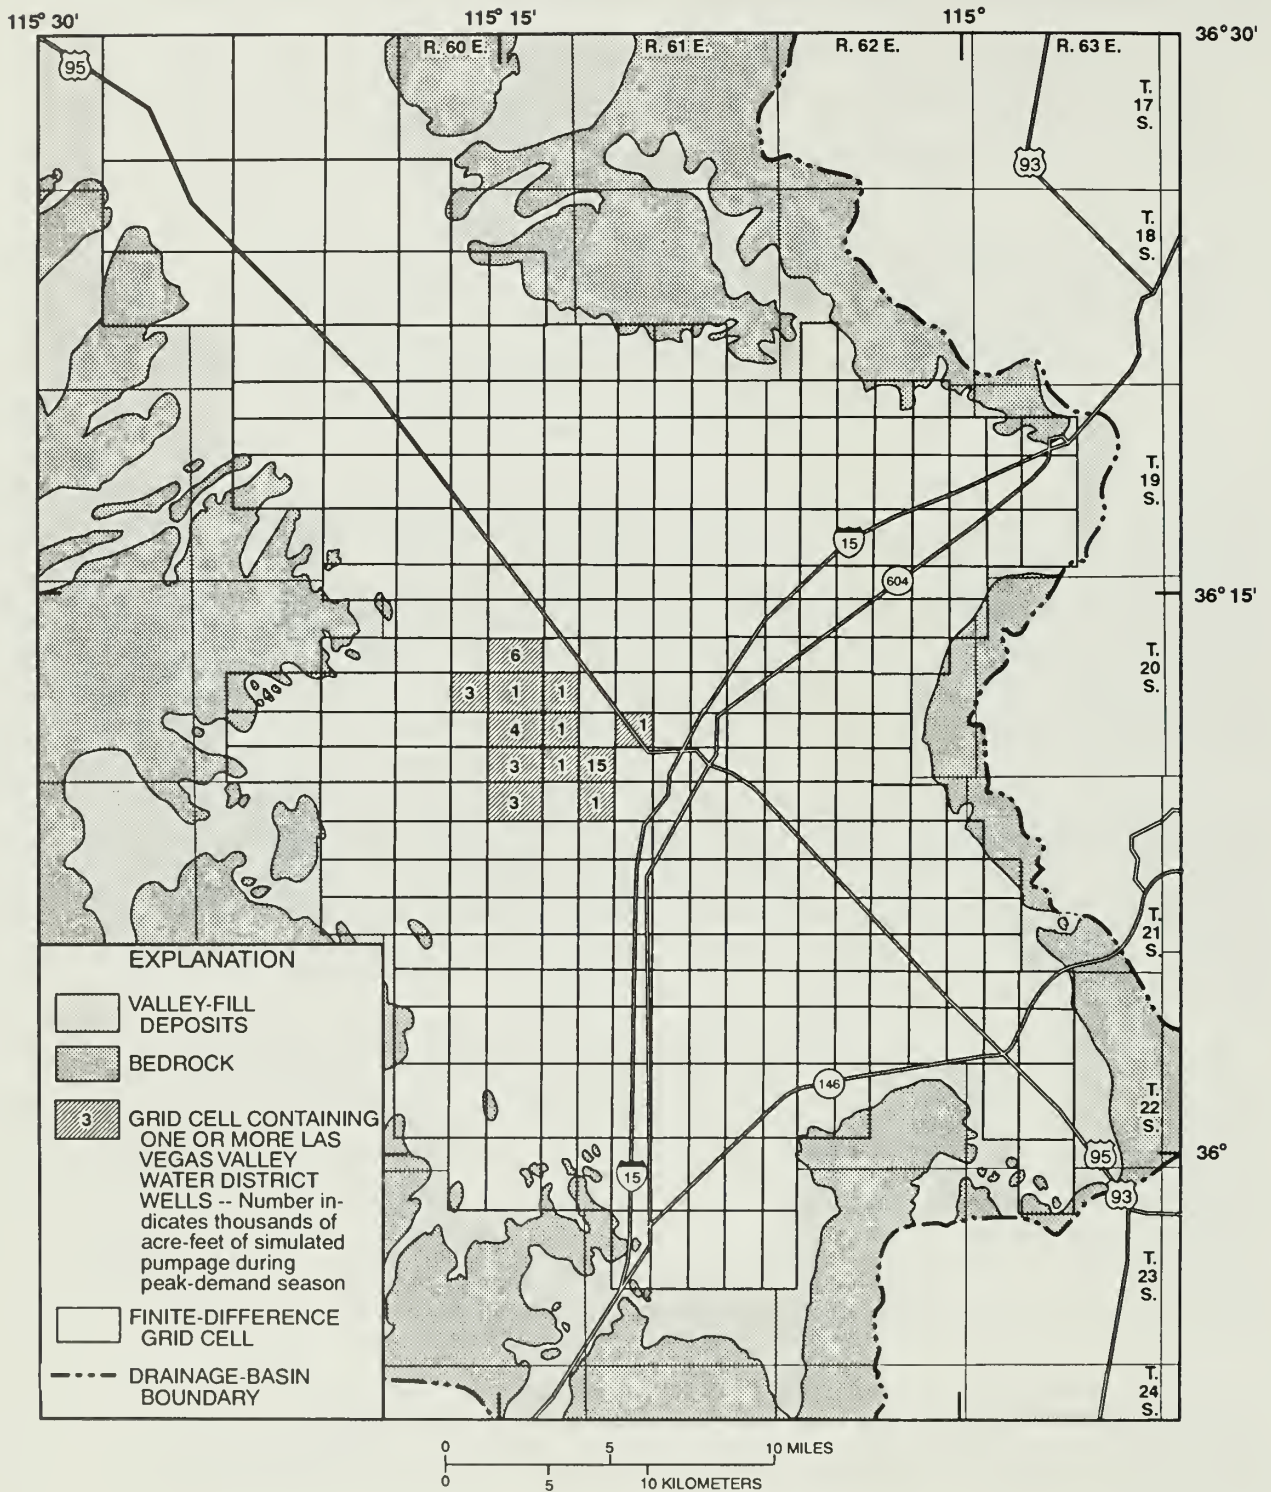 115° 30'
115° 15'
115°
R. 60 E.
R. 61 E.
R. 62 E.
R. 63 E.
36° 30'
95
T.
17
S.
93
T.
18
S.
T.
19
S.
15
604
36° 15'
T.
20
S.
6
3 1 1
4 1 1
3 1 15
3 1
T.
21
S.
EXPLANATION
VALLEY-FILL
DEPOSITS
BEDROCK
3
GRID CELL CONTAINING
ONE OR MORE LAS
VEGAS VALLEY
WATER DISTRICT
WELLS -- Number in-
dicates thousands of
acre-feet of simulated
pumpage during
peak-demand season
FINITE-DIFFERENCE
GRID CELL
DRAINAGE-BASIN
BOUNDARY
146
T.
22
S.
95
36°
15
93
T.
23
S.
T.
24
S.
0 5 10 MILES
0 5 10 KILOMETERS